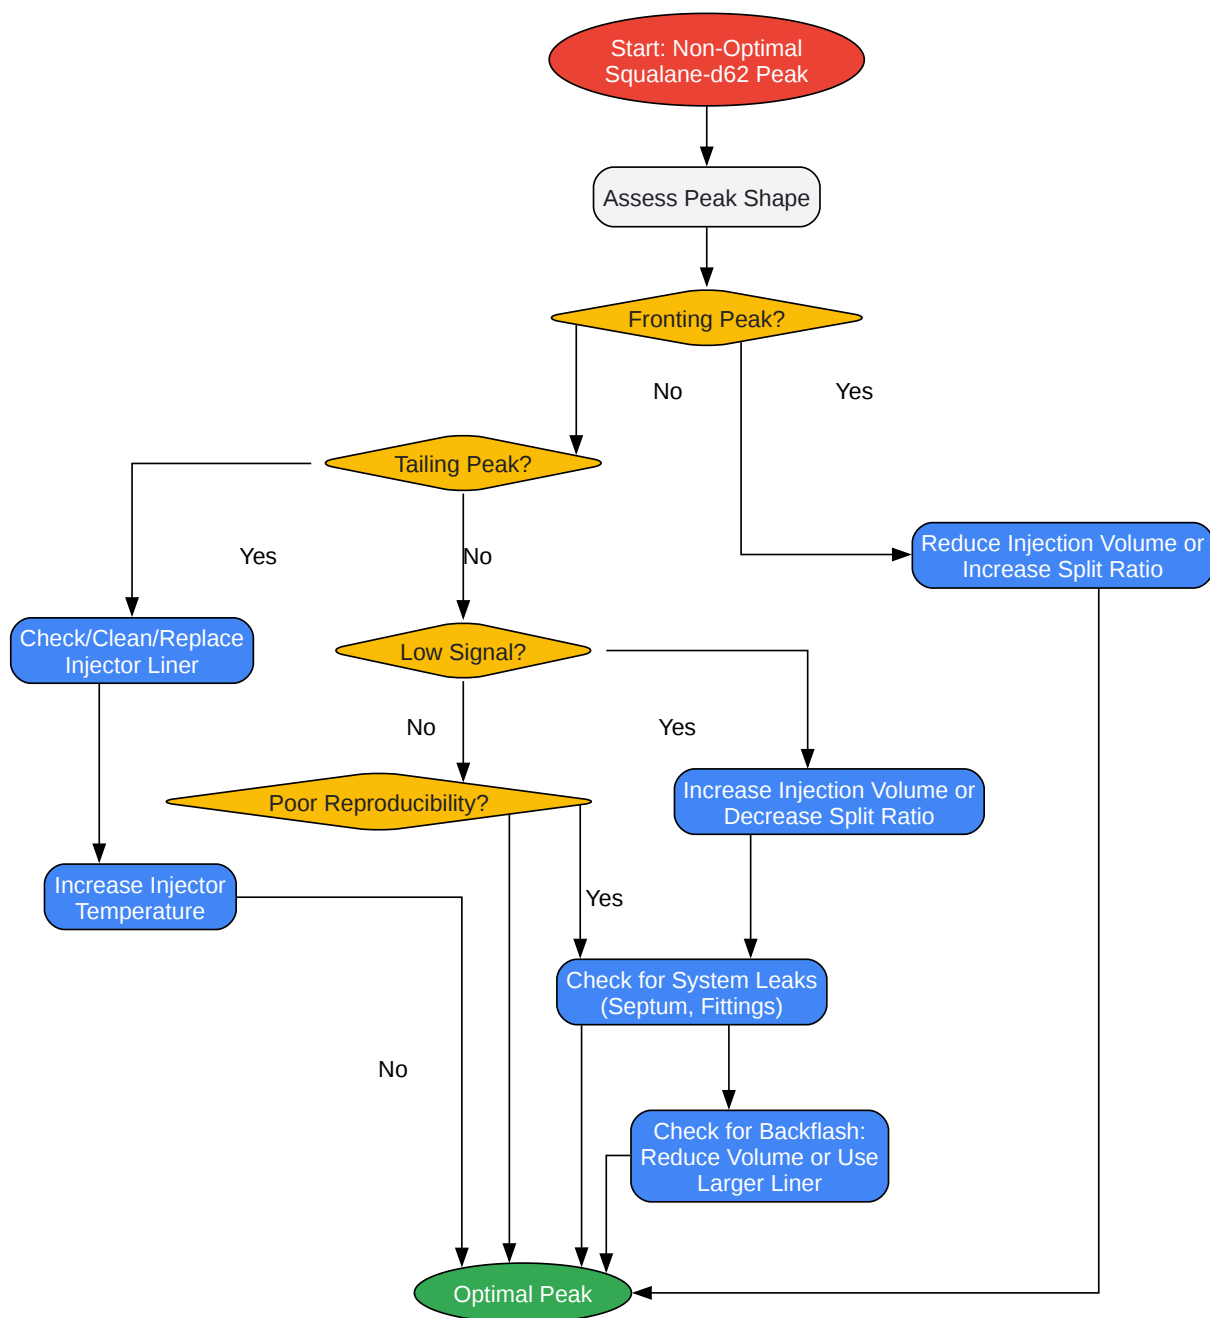 Start: Non-Optimal
Squalane-d62 Peak
Assess Peak Shape
Fronting Peak?
No
Yes
Tailing Peak?
Yes
No
Reduce Injection Volume or
Increase Split Ratio
Check/Clean/Replace
Injector Liner
Low Signal?
No
Yes
Increase Injection Volume or
Decrease Split Ratio
Poor Reproducibility?
Increase Injector
Temperature
Yes
Check for System Leaks
(Septum, Fittings)
No
Check for Backflash:
Reduce Volume or Use
Larger Liner
Optimal Peak